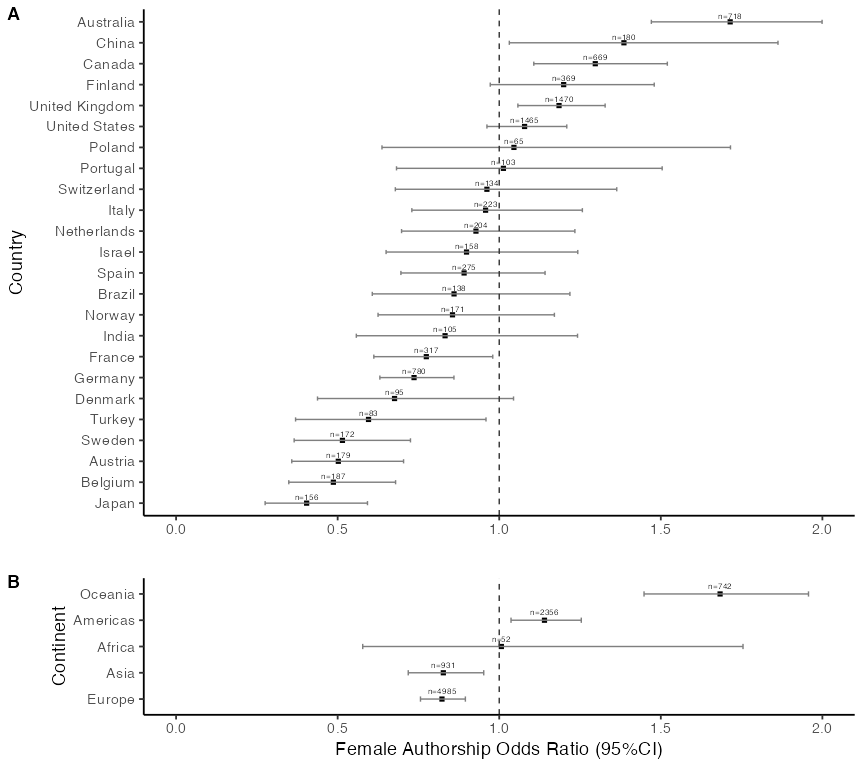 A
Country
Australia n=718
China n=180
Canada n=669
Finland n=369
United Kingdom n=1470
United States n=1465
Poland n=65
Portugal n=103
Switzerland n=134
Italy n=223
Netherlands n=204
Israel n=158
Spain n=275
Brazil n=138
Norway n=171
India n=105
France n=317
Germany n=780
Denmark n=95
Turkey n=83
Sweden n=172
Austria n=179
Belgium n=187
Japan n=156
0.0 0.5 1.0 1.5 2.0
B
Continent
Oceania n=742
Americas n=2356
Africa n=52
Asia n=931
Europe n=4985
0.0 0.5 1.0 1.5 2.0
Female Authorship Odds Ratio (95%CI)